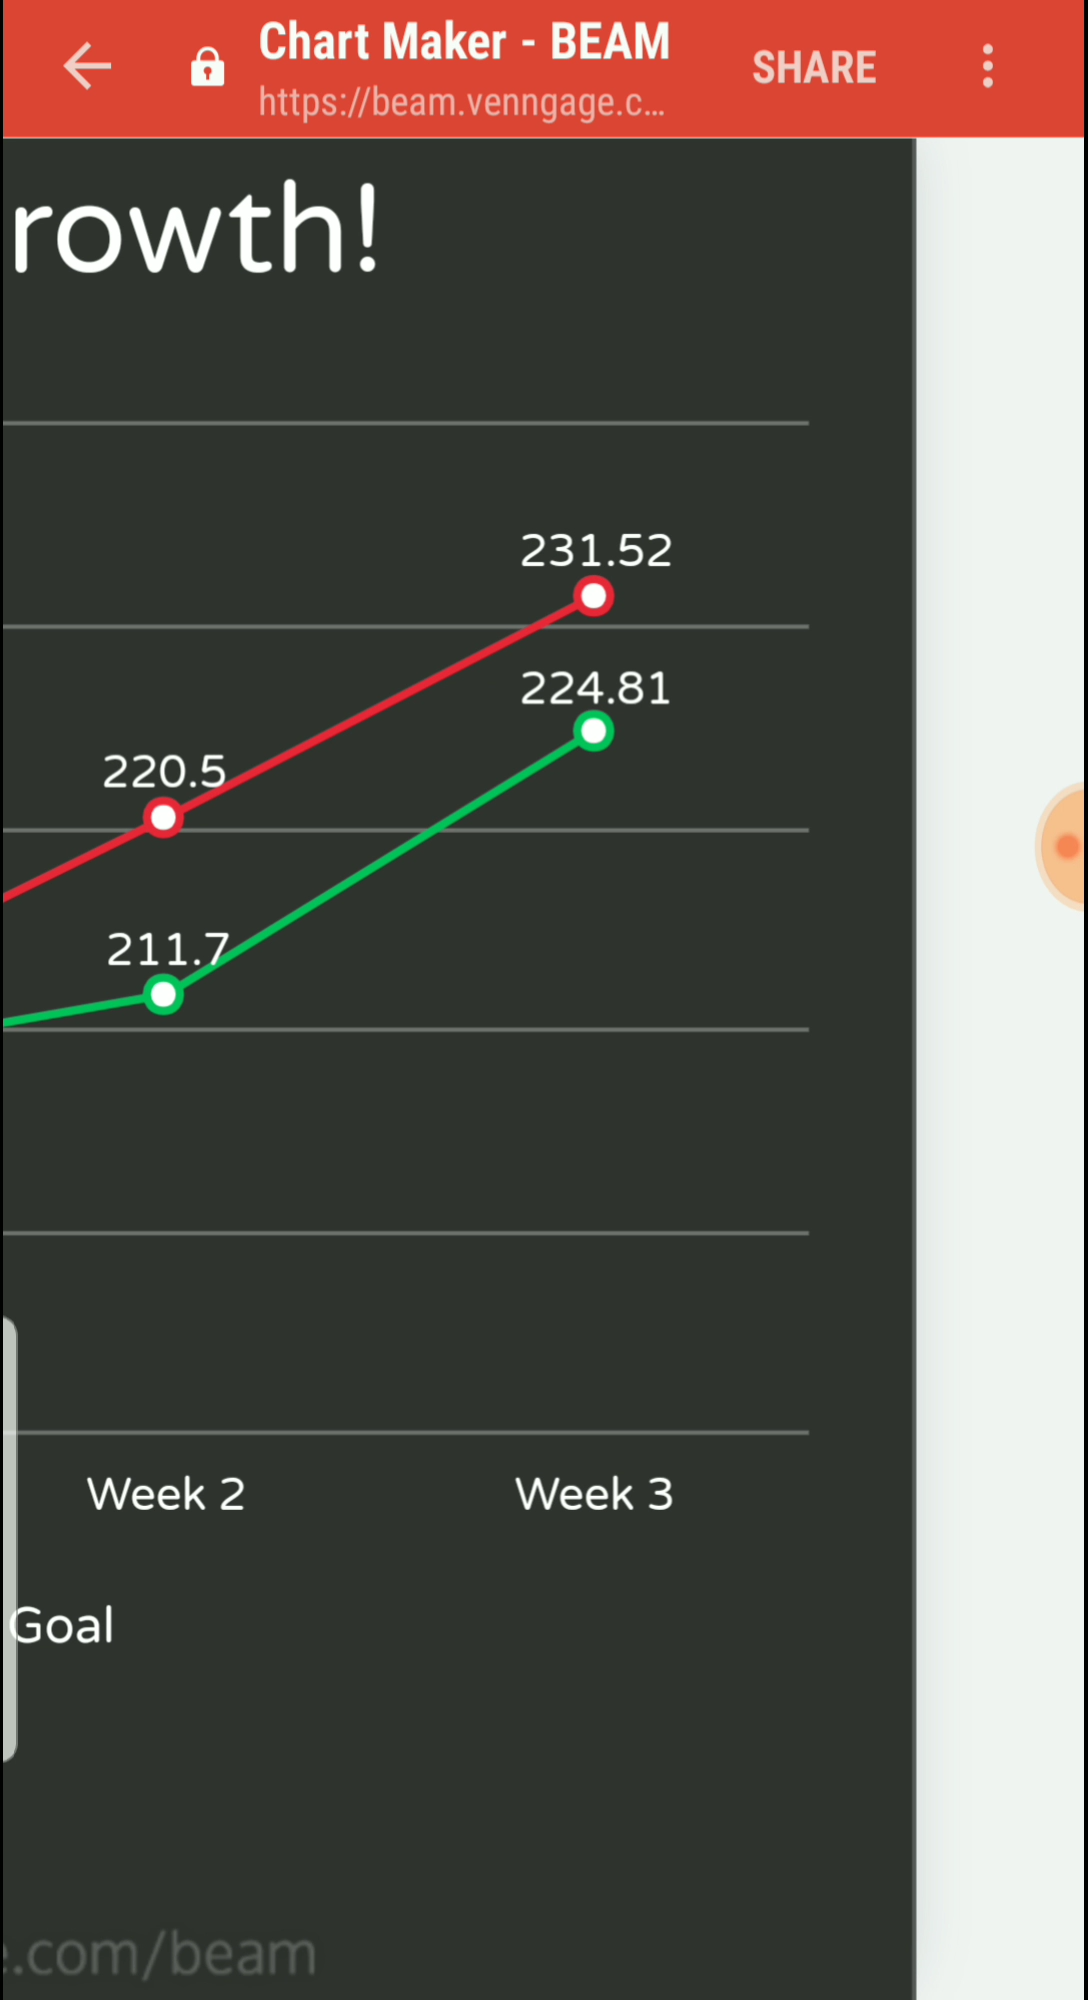 Chart Maker - BEAM
https://beam.venngage.c...
SHARE
rowth!
231.52
224.81
220.5
211.7
Week 2
Week 3
Goal
.com/beam